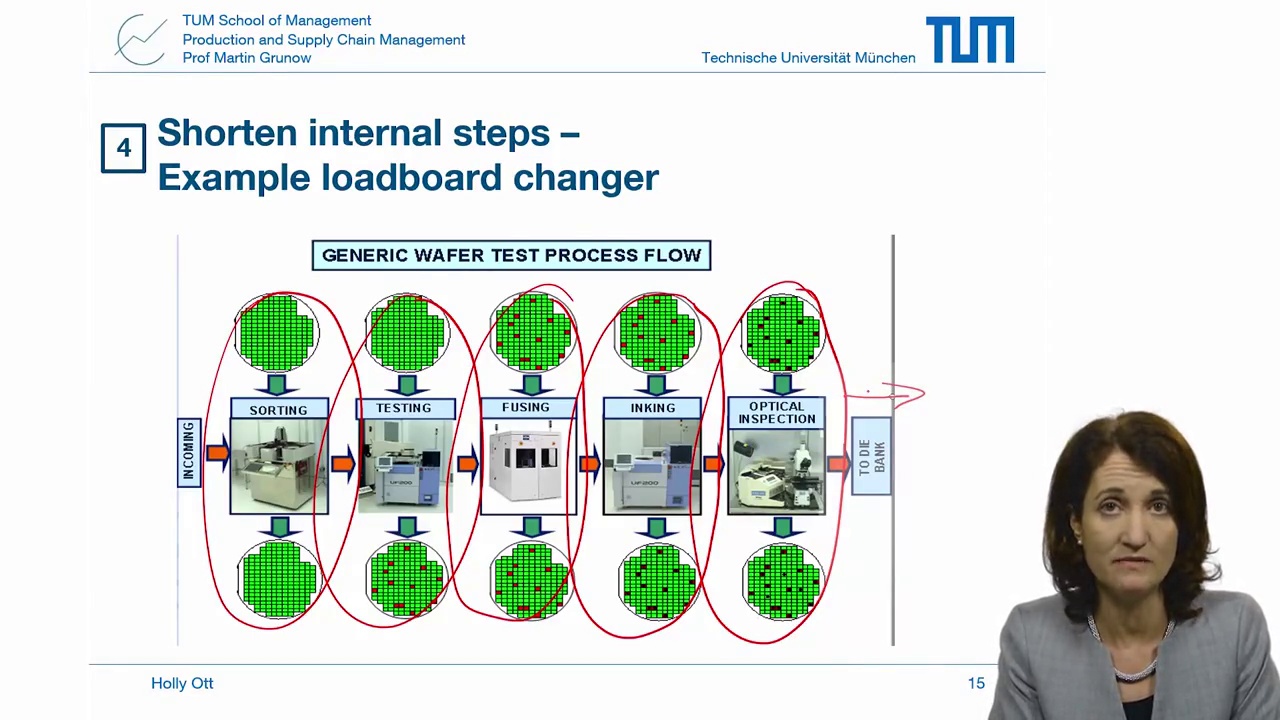 TUM School of Management
Production and Supply Chain Management
Prof Martin Grunow
Technische Universität München
TUM
4
Shorten internal steps –
Example loadboard changer
GENERIC WAFER TEST PROCESS FLOW
INCOMING
SORTING
TESTING
FUSING
INKING
OPTICAL
INSPECTION
TO DIE
BANK
UF200
UF200
Holly Ott
15